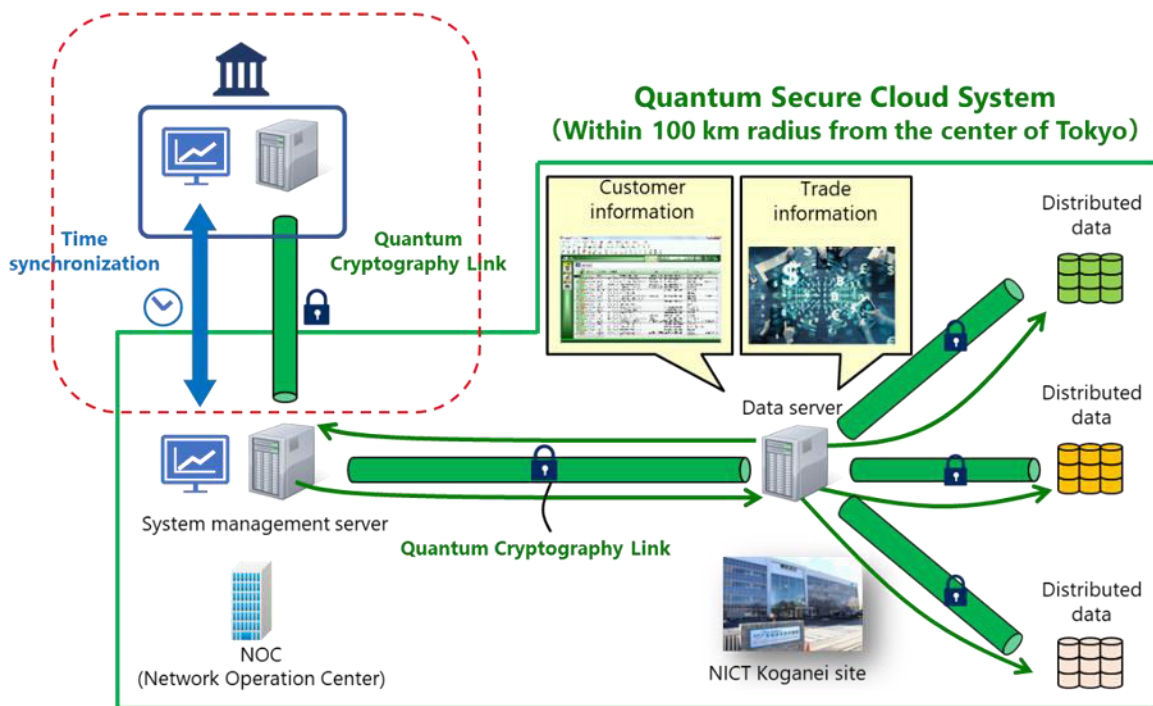 Quantum Secure Cloud System
（Within 100 km radius from the center of Tokyo）
Time
synchronization
Quantum
Cryptography Link
Customer
information
Trade
information
Distributed
data
Data server
Distributed
data
System management server
Quantum Cryptography Link
NOC
(Network Operation Center)
NICT Koganei site
Distributed
data